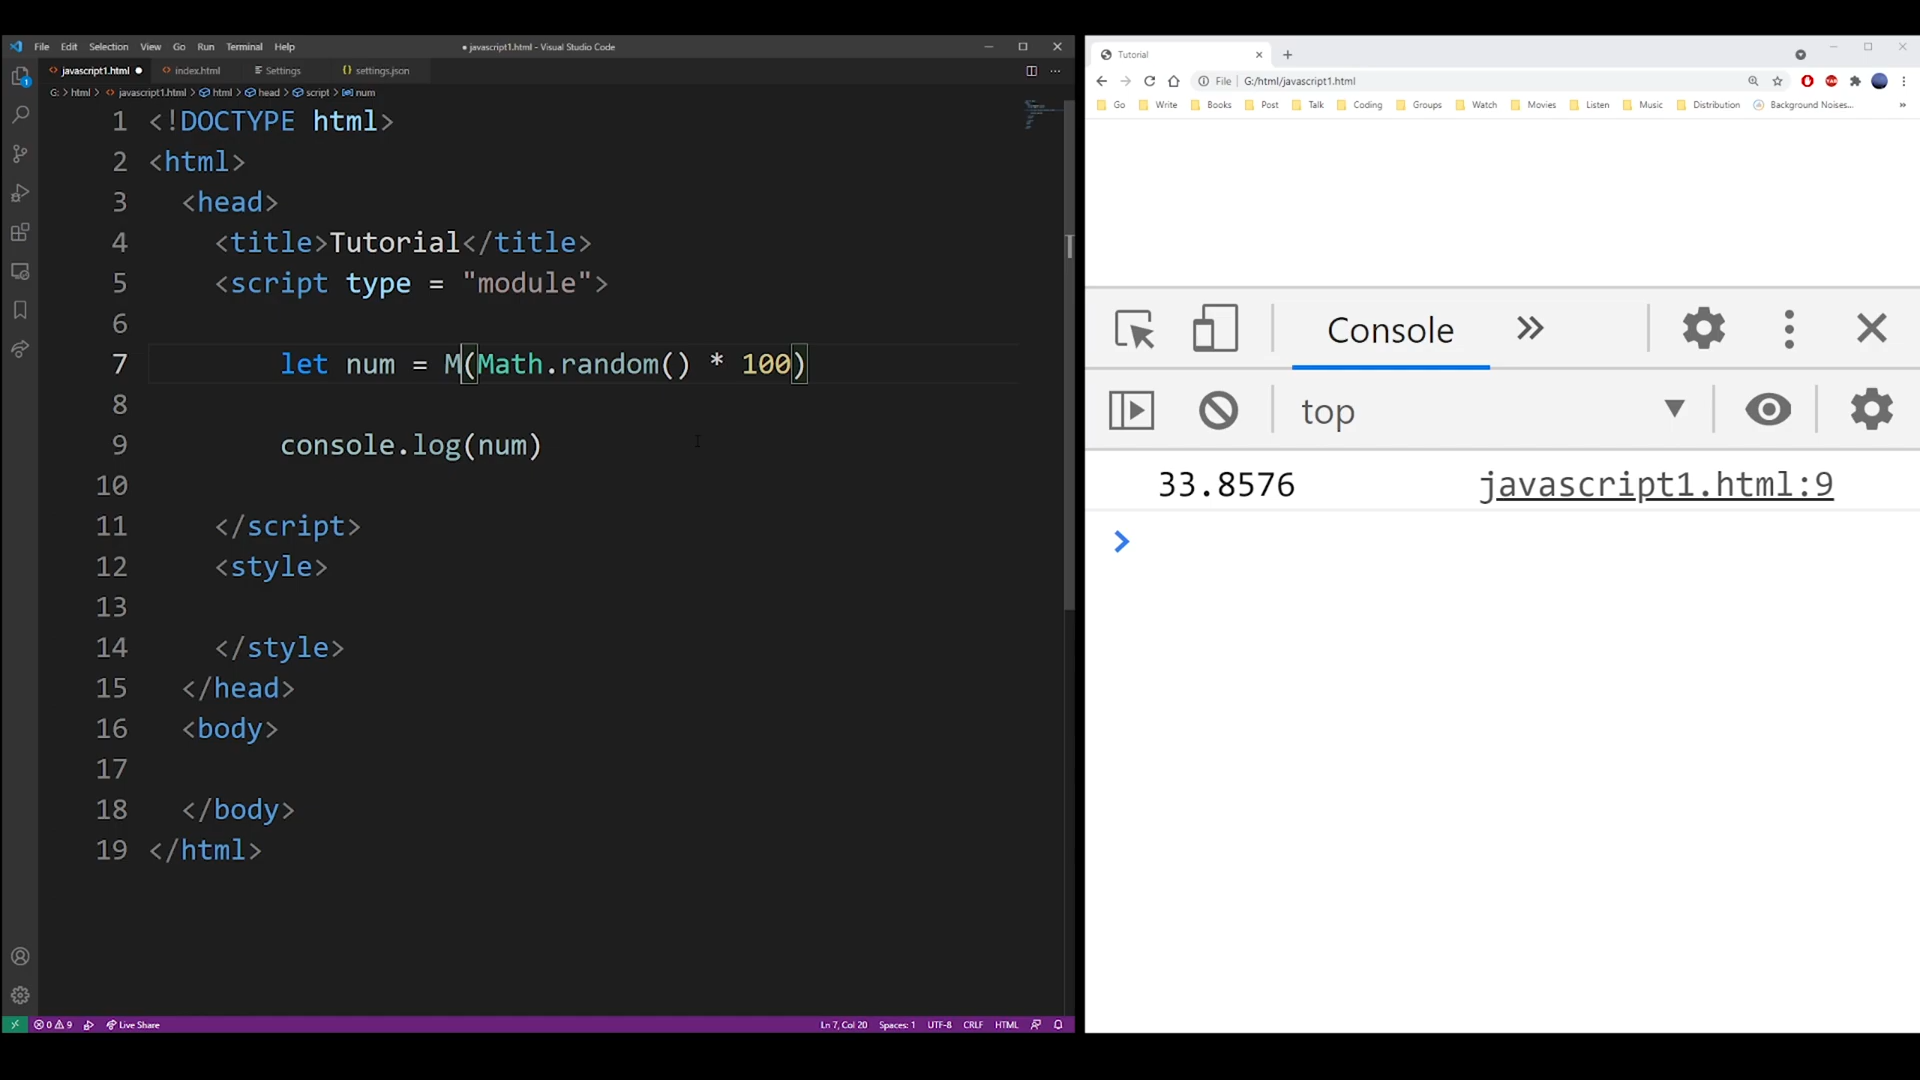 File Edit Selection View Go Run Terminal Help
● javascript1.html - Visual Studio Code
javascript1.html ● index.html Settings {} settings.json
G: > html > javascript1.html > html > head > script > num
1 <!DOCTYPE html>
2 <html>
3 <head>
4 <title>Tutorial</title>
5 <script type = "module">
6
7 let num = M(Math.random() * 100)
8
9 console.log(num)
10
11 </script>
12 <style>
13
14 </style>
15 </head>
16 <body>
17
18 </body>
19 </html>
0 9 Live Share
Ln 7, Col 20 Spaces: 1 UTF-8 CRLF HTML
Tutorial
File | G:/html/javascript1.html
Go Write Books Post Talk Coding Groups Watch Movies Listen Music Distribution Background Noises... »
Console
top
33.8576 javascript1.html:9